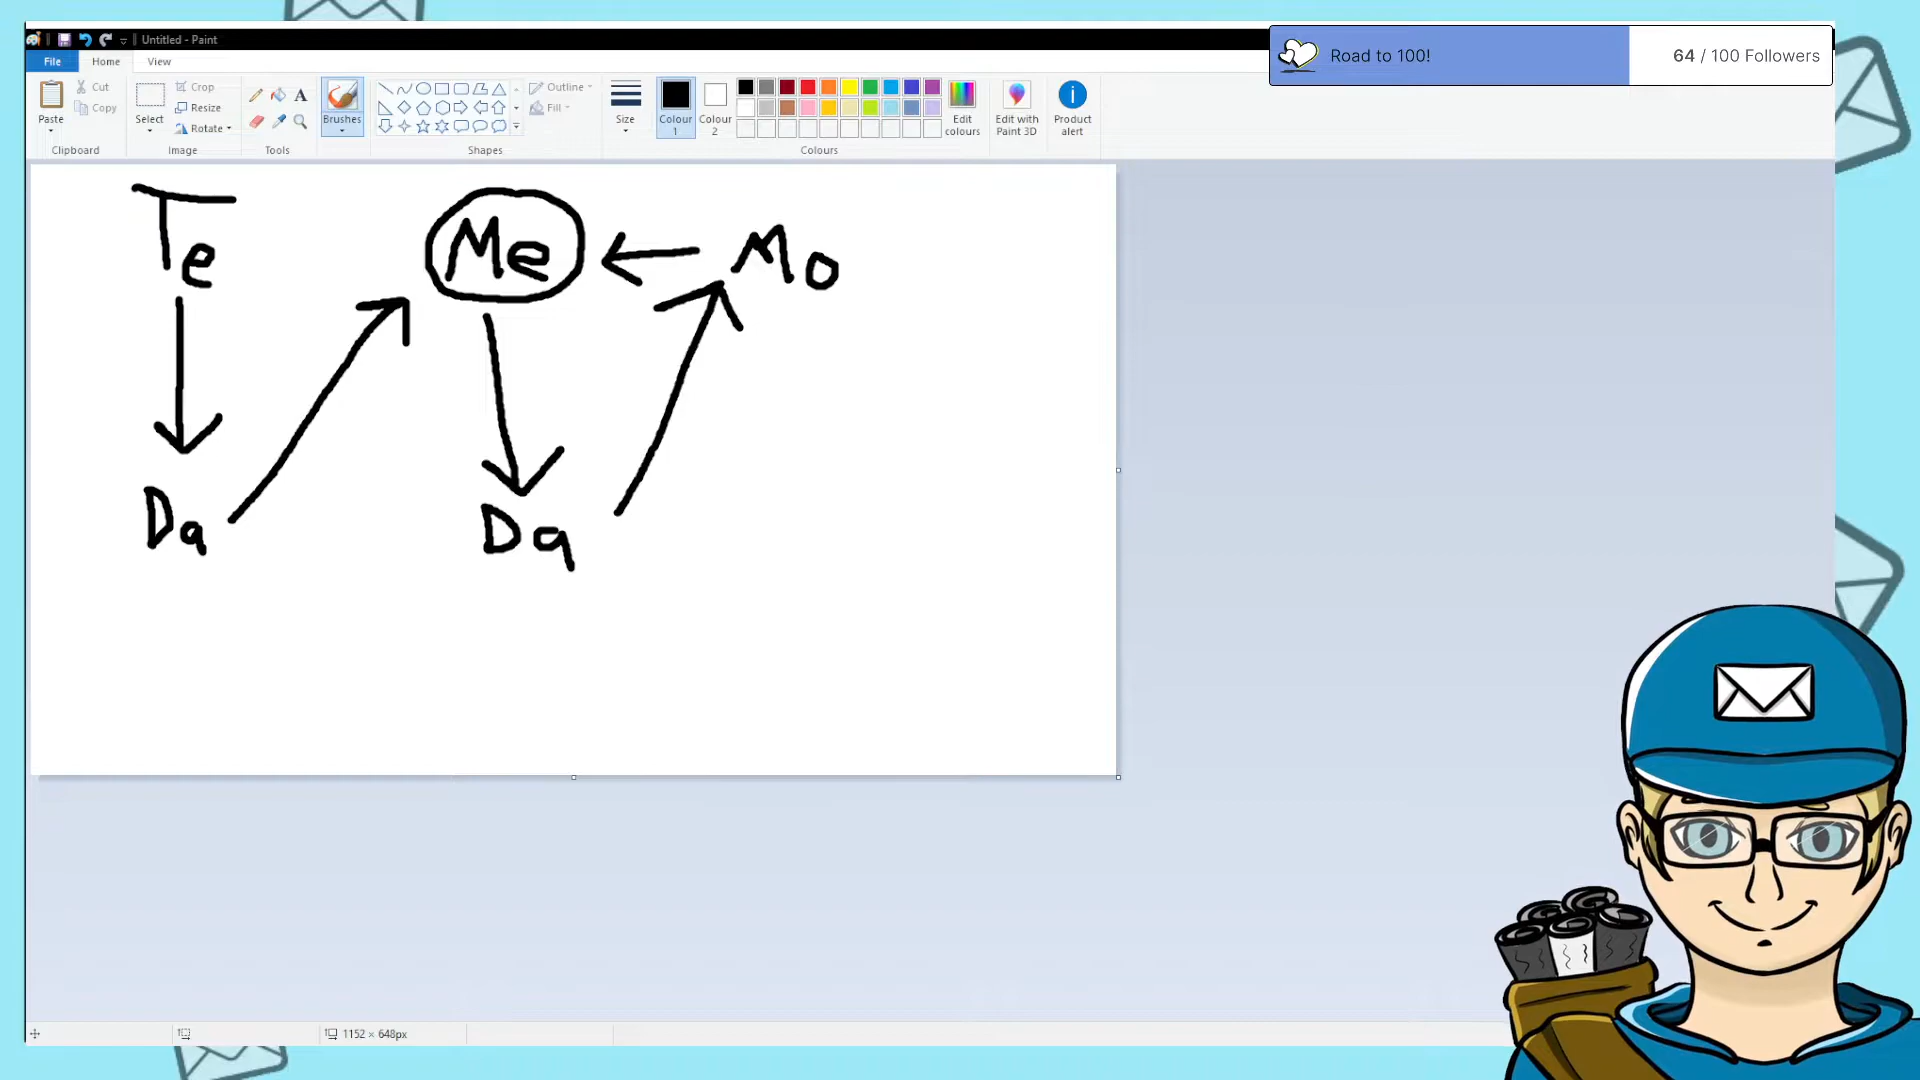 Untitled - Paint
Road to 100!
64 / 100 Followers
File Home View
Paste
Cut
Copy
Clipboard
Select
Crop
Resize
Rotate
Image
A
Tools
Brushes
Shapes
Outline
Fill
Size
Colour 1
Colour 2
Edit colours
Colours
Edit with Paint 3D
Product alert
Te Me Mo
Da Da
1152 × 648px